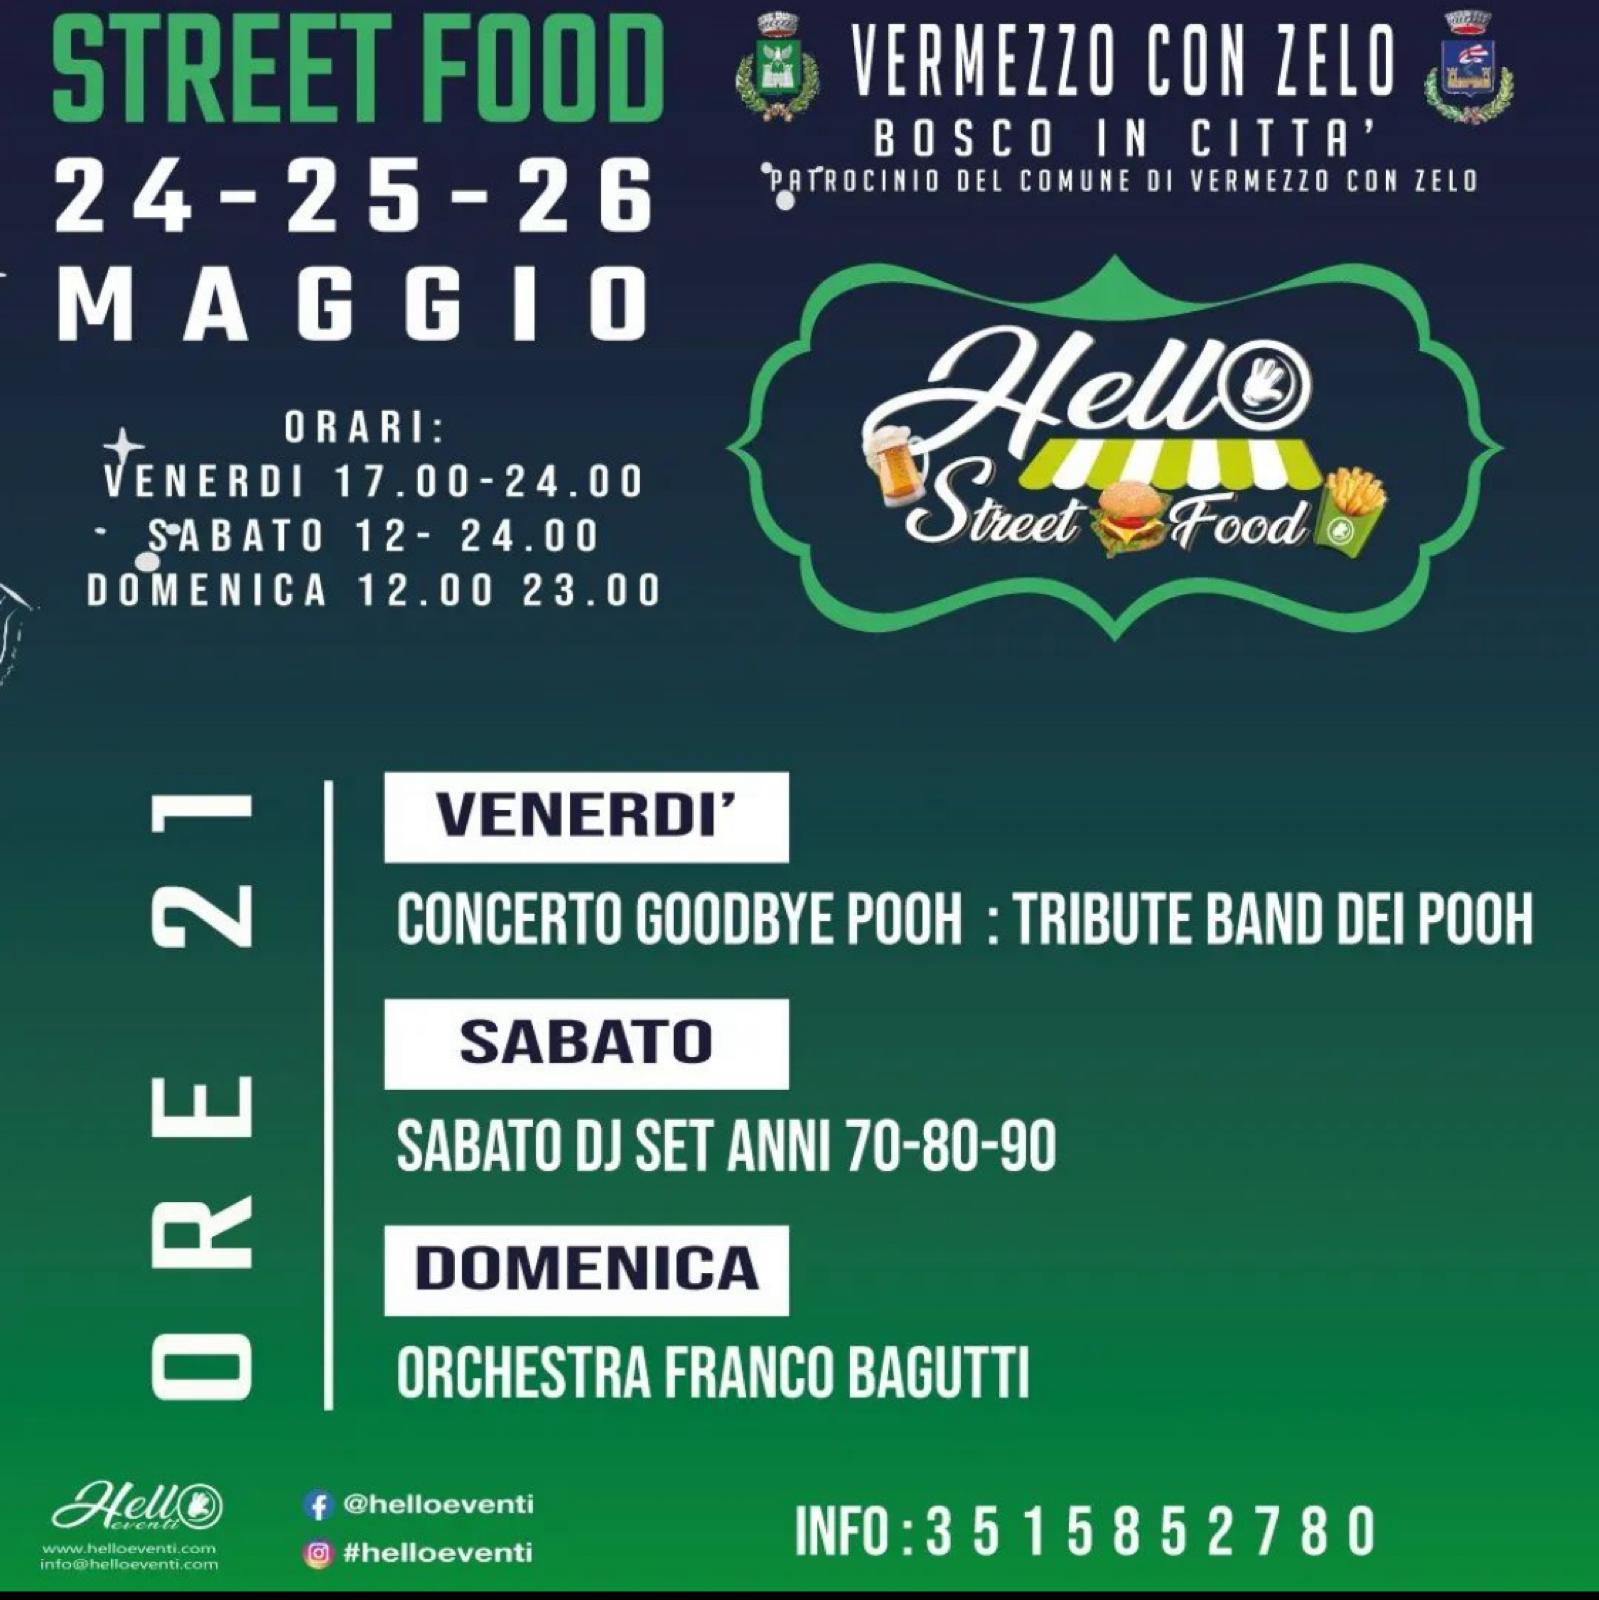 STREET FOOD
24-25-26
MAGGIO
ORARI:
VENERDI 17.00-24.00
SABATO 12- 24.00
DOMENICA 12.00 23.00
VERMEZZO CON ZELO
BOSCO IN CITTA'
PATROCINIO DEL COMUNE DI VERMEZZO CON ZELO
Hello
Street Food
ORE 21
VENERDI'
CONCERTO GOODBYE POOH : TRIBUTE BAND DEI POOH
SABATO
SABATO DJ SET ANNI 70-80-90
DOMENICA
ORCHESTRA FRANCO BAGUTTI
Hello
eventi
www.helloeventi.com
info@helloeventi.com
@helloeventi
#helloeventi
INFO : 3515852780